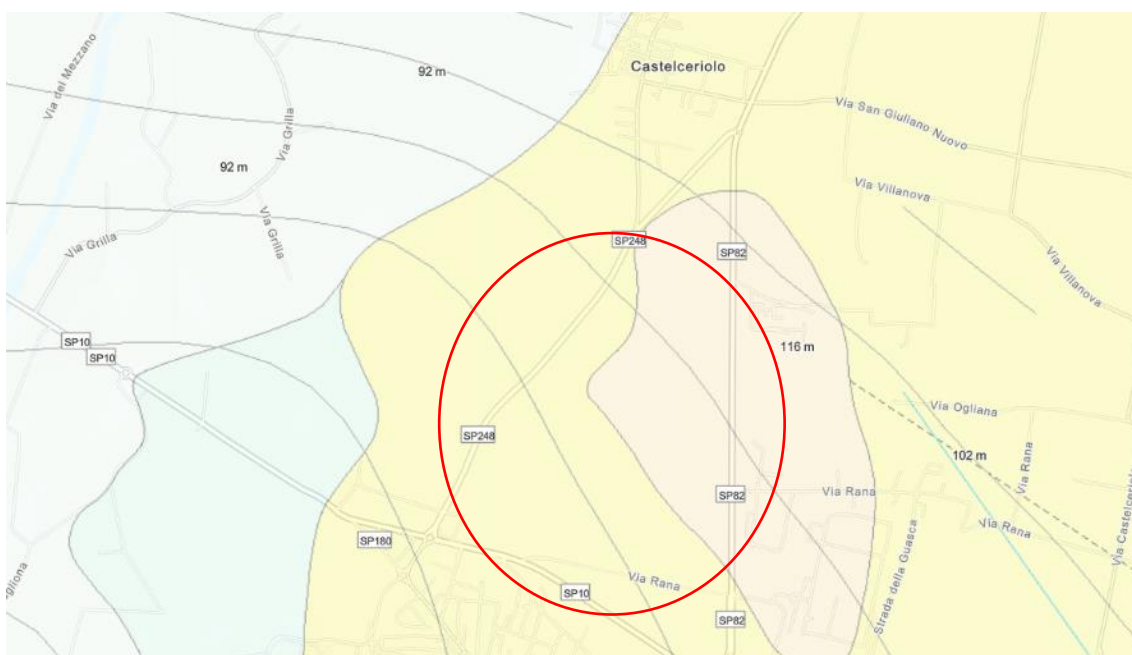 92 m
Castelceriolo
Via del Mezzano
Via Grilla
Via San Giuliano Nuovo
92 m
Via Villanova
Via Grilla
Via Grilla
SP248
SP82
Via Villanova
SP10
SP10
116 m
Via Ogliana
SP248
102 m
Via Rana
SP82
Via Rana
Via Rana
Via Castelceriolo
SP180
Strada della Guasca
Via Rana
SP10
SP82